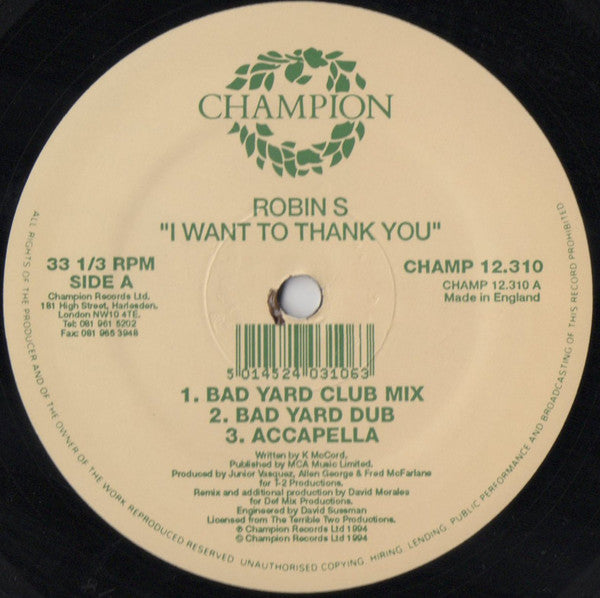 CHAMPION
ROBIN S
"I WANT TO THANK YOU"
33 1/3 RPM
SIDE A
Champion Records Ltd.
181 High Street, Harlesden,
London NW10 4TE.
Tel: 081 961 5202
Fax: 081 965 3948
CHAMP 12.310
CHAMP 12.310 A
Made in England
5 014524 031063
1. BAD YARD CLUB MIX
2. BAD YARD DUB
3. ACCAPELLA
Written by K McCord.
Published by MCA Music Limited.
Produced by Junior Vasquez, Allen George & Fred McFarlane
for T-2 Productions.
Remix and additional production by David Morales
for Def Mix Productions.
Engineered by David Sussman
Licensed from The Terrible Two Productions.
℗ Champion Records Ltd 1994
© Champion Records Ltd 1994
ALL RIGHTS OF THE PRODUCER AND OF THE OWNER OF THE WORK REPRODUCED RESERVED. UNAUTHORISED COPYING, HIRING, LENDING, PUBLIC PERFORMANCE AND BROADCASTING OF THIS RECORD PROHIBITED